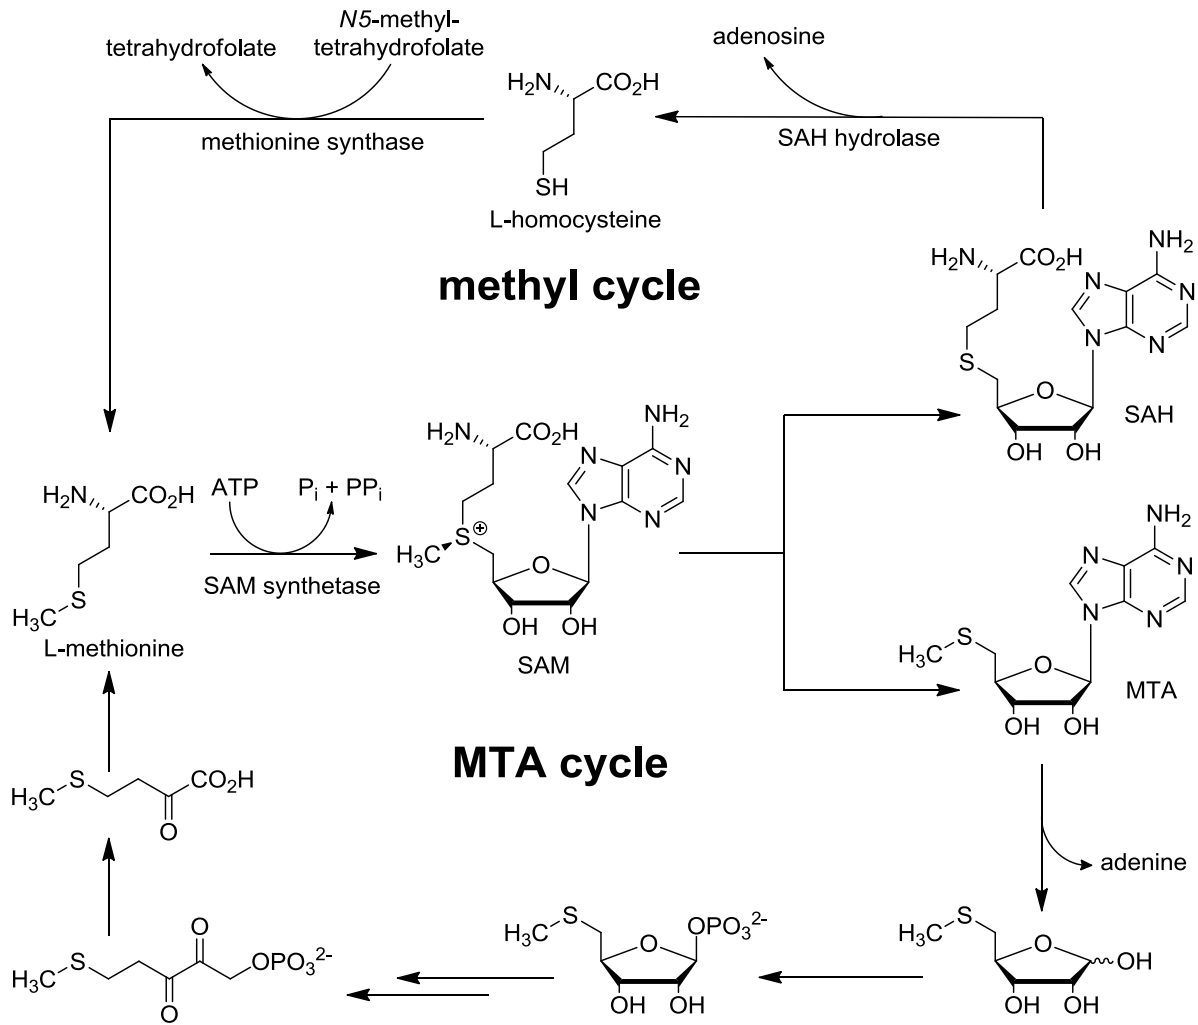 N5-methyl-
tetrahydrofolate
tetrahydrofolate
methionine synthase
H₂N
CO₂H
SH
L-homocysteine
adenosine
SAH hydrolase
methyl cycle
H₂N
CO₂H
S
O
OH OH
NH₂
N
N
N
N
SAH
H₂N
CO₂H
S
H₃C
L-methionine
ATP
Pᵢ + PPᵢ
SAM synthetase
H₂N
CO₂H
H₃C
S⊕
O
OH OH
NH₂
N
N
N
N
SAM
NH₂
N
N
N
N
H₃C
S
O
OH OH
MTA
MTA cycle
adenine
H₃C
S
CO₂H
O
H₃C
S
O
O
OPO₃²⁻
H₃C
S
O
OPO₃²⁻
OH OH
H₃C
S
O
OH
OH OH